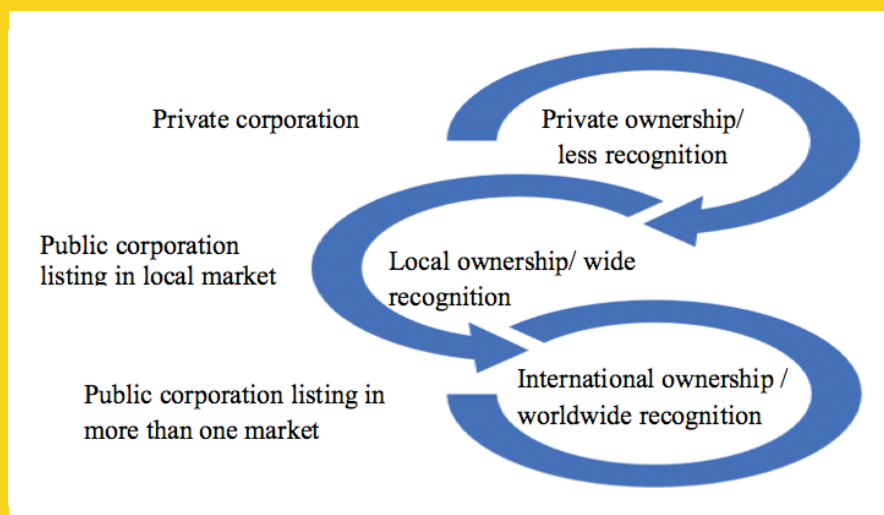 Private corporation
Private ownership/
less recognition
Public corporation
listing in local market
Local ownership/ wide
recognition
Public corporation listing in
more than one market
International ownership /
worldwide recognition